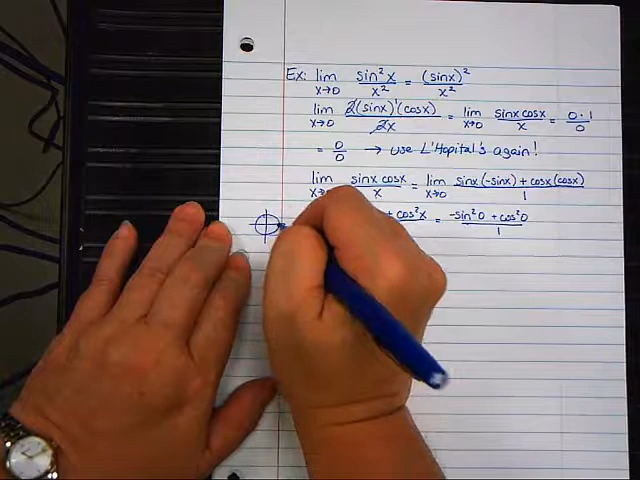 Ex: lim x→0 sin²x / x² = (sinx)² / x²
lim x→0 2(sinx)¹(cosx) / 2x = lim x→0 sinx cosx / x = 0·1 / 0
= 0/0 → use L'Hopital's again!
lim x→0 sinx cosx / x = lim x→0 sinx(-sinx) + cosx(cosx) / 1
+ cos²x = -sin²0 + cos²0 / 1